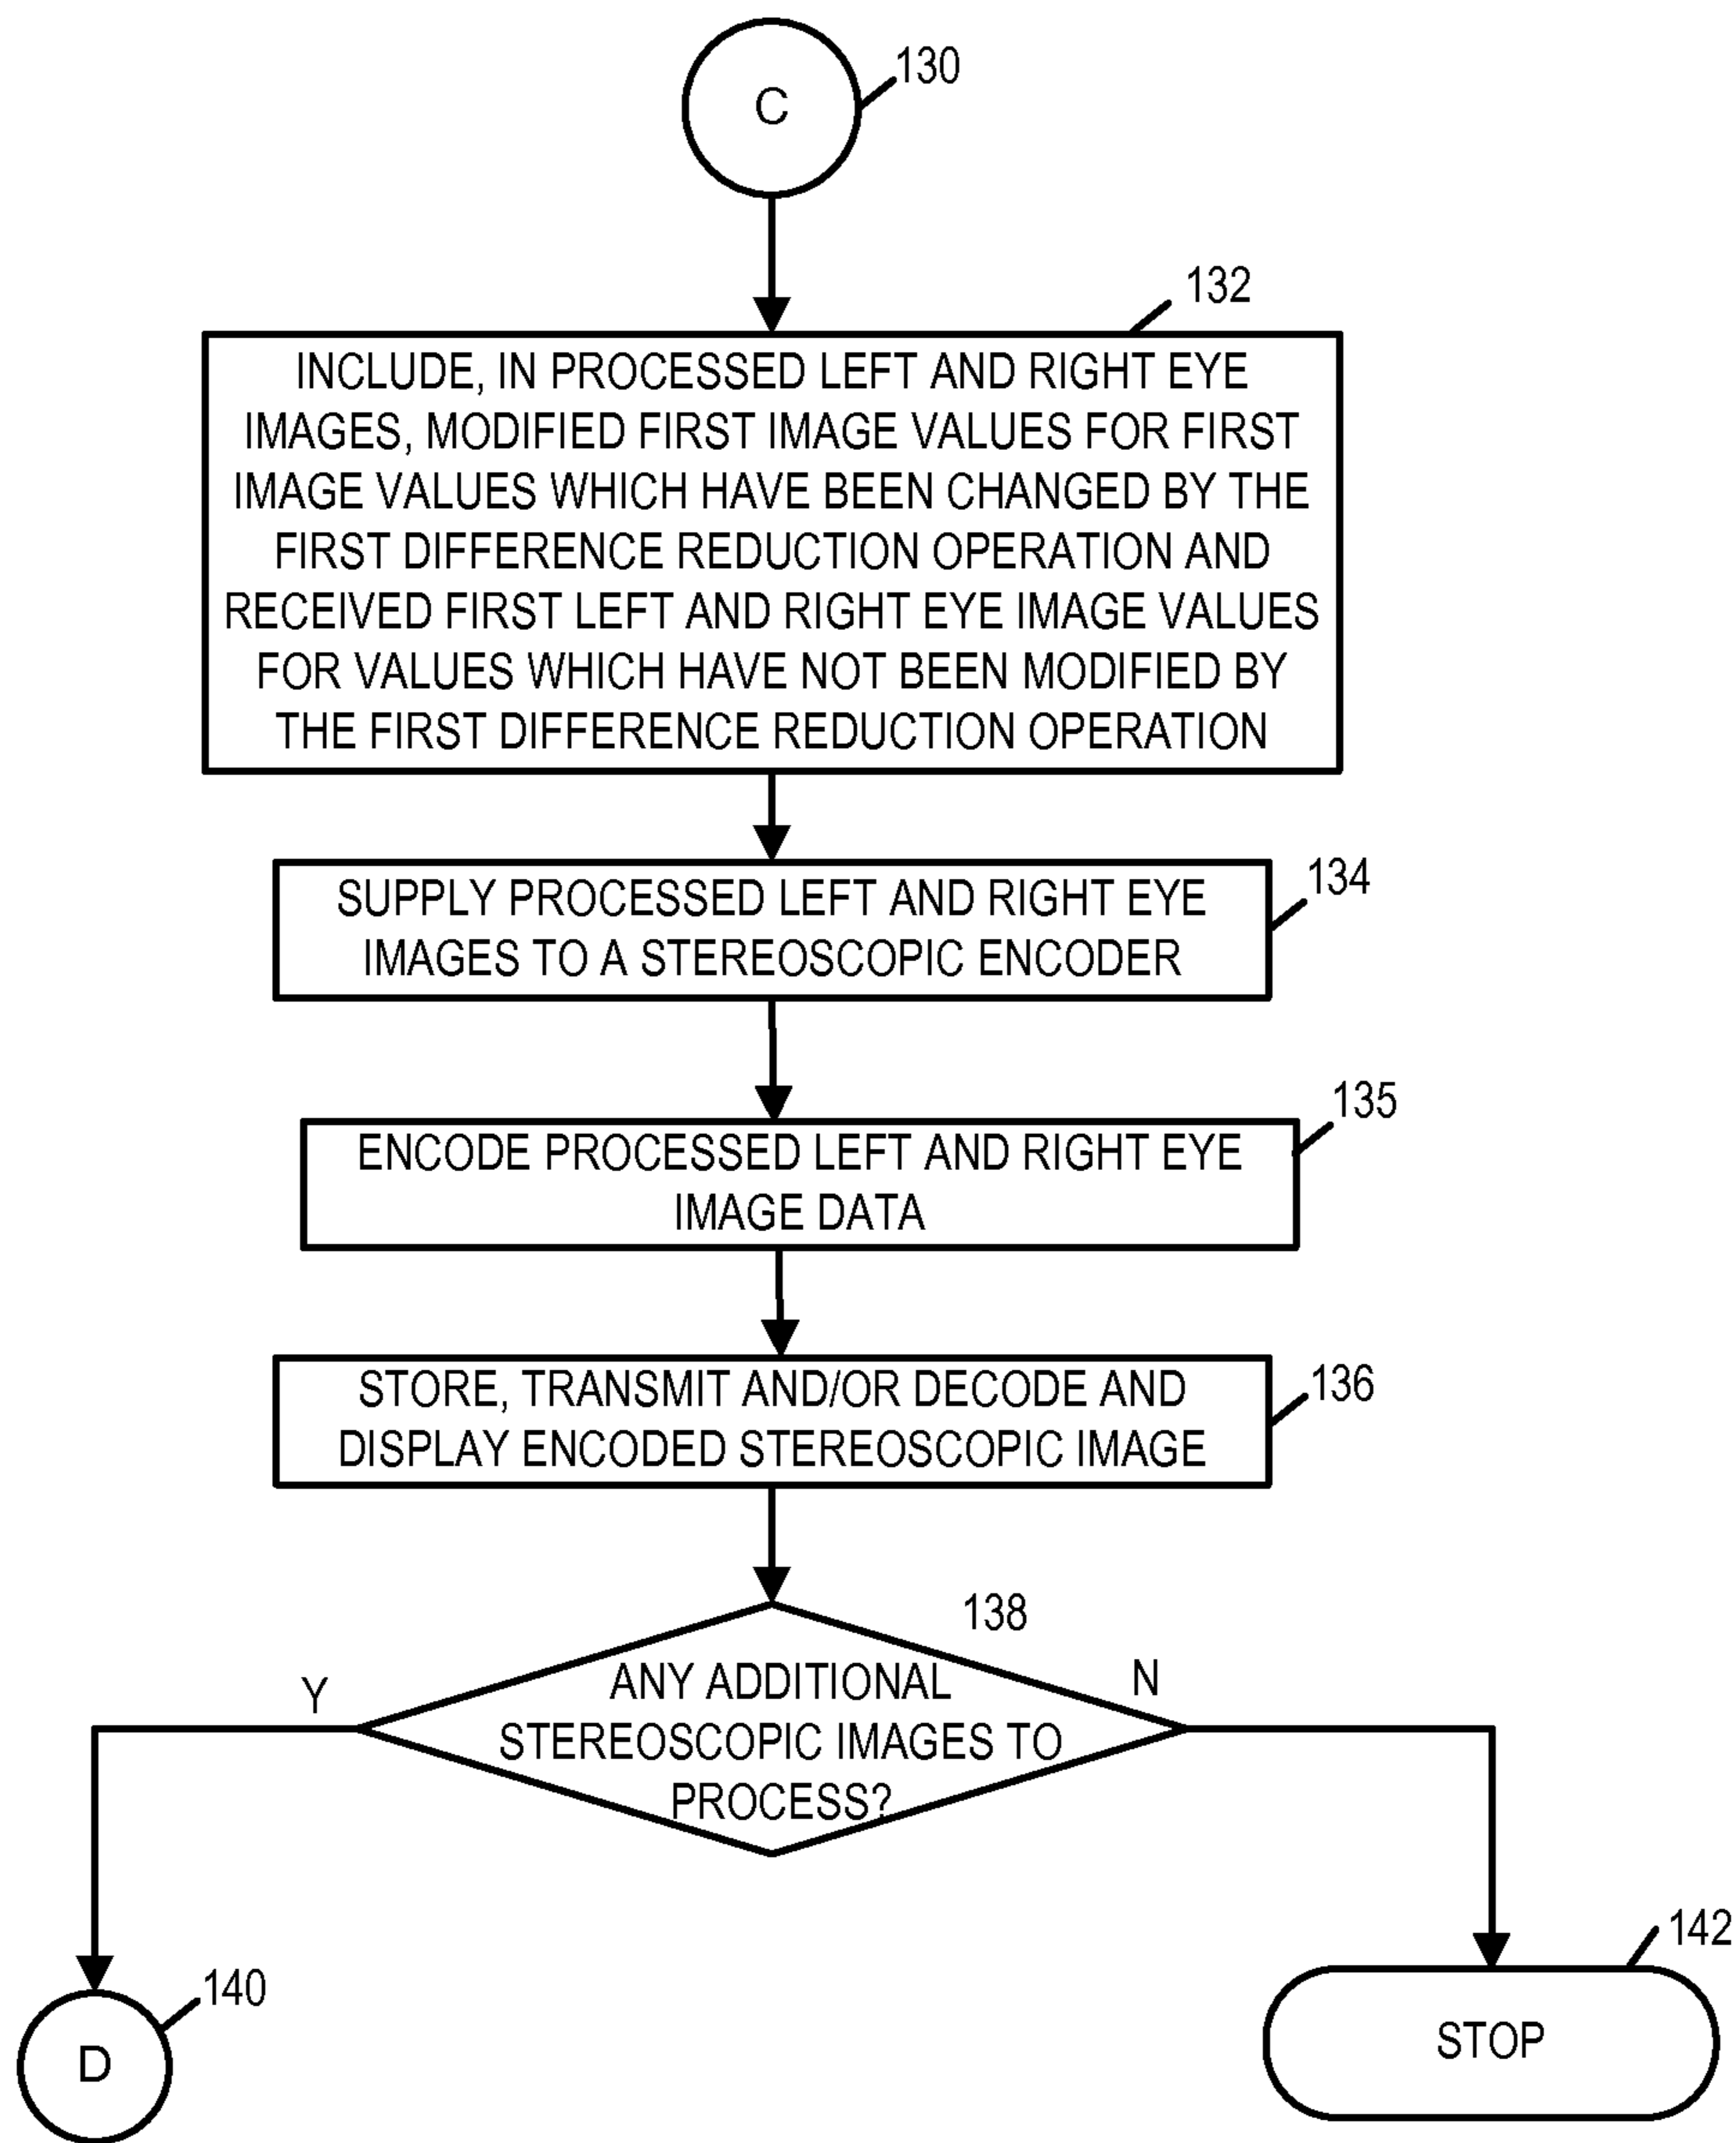 C
130
132
INCLUDE, IN PROCESSED LEFT AND RIGHT EYE
IMAGES, MODIFIED FIRST IMAGE VALUES FOR FIRST
IMAGE VALUES WHICH HAVE BEEN CHANGED BY THE
FIRST DIFFERENCE REDUCTION OPERATION AND
RECEIVED FIRST LEFT AND RIGHT EYE IMAGE VALUES
FOR VALUES WHICH HAVE NOT BEEN MODIFIED BY
THE FIRST DIFFERENCE REDUCTION OPERATION
134
SUPPLY PROCESSED LEFT AND RIGHT EYE
IMAGES TO A STEREOSCOPIC ENCODER
135
ENCODE PROCESSED LEFT AND RIGHT EYE
IMAGE DATA
136
STORE, TRANSMIT AND/OR DECODE AND
DISPLAY ENCODED STEREOSCOPIC IMAGE
138
Y
N
ANY ADDITIONAL
STEREOSCOPIC IMAGES TO
PROCESS?
140
D
142
STOP